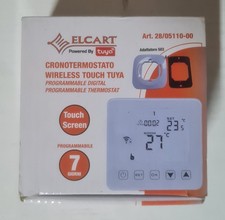 ELCART
Powered By tuya
Art. 28/05110-00
CRONOTERMOSTATO
WIRELESS TOUCH TUYA
PROGRAMMABLE DIGITAL
PROGRAMMABLE THERMOSTAT
Touch
Screen
PROGRAMMABILE
7
SET
23.5
27°C